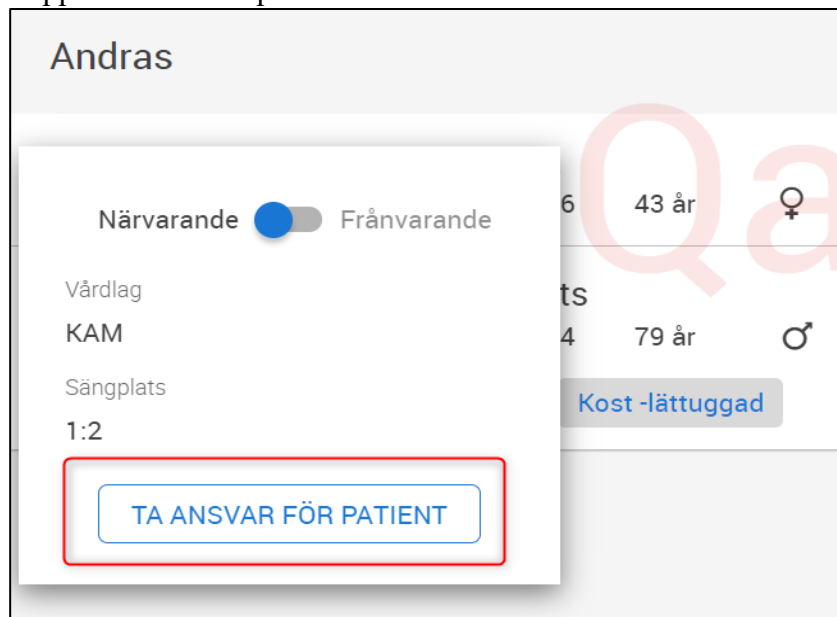 Andras
Qa
6 43 år ♀
Närvarande Frånvarande
Vårdlag
KAM
Sängplats
1:2
TA ANSVAR FÖR PATIENT
ts
4 79 år ♂
Kost -lättuggad